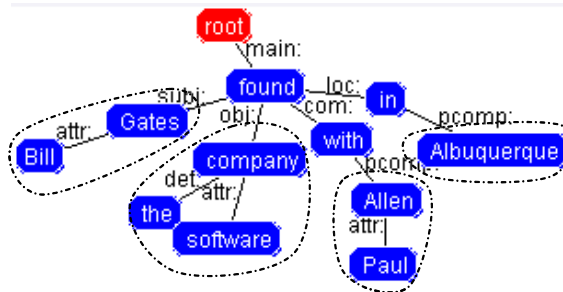 root
main:
found
subj:
obj:
com:
loc:
in
pcomp:
Albuquerque
Gates
attr:
Bill
with
pcomp:
company
def:
attr:
the
software
Allen
attr:
Paul